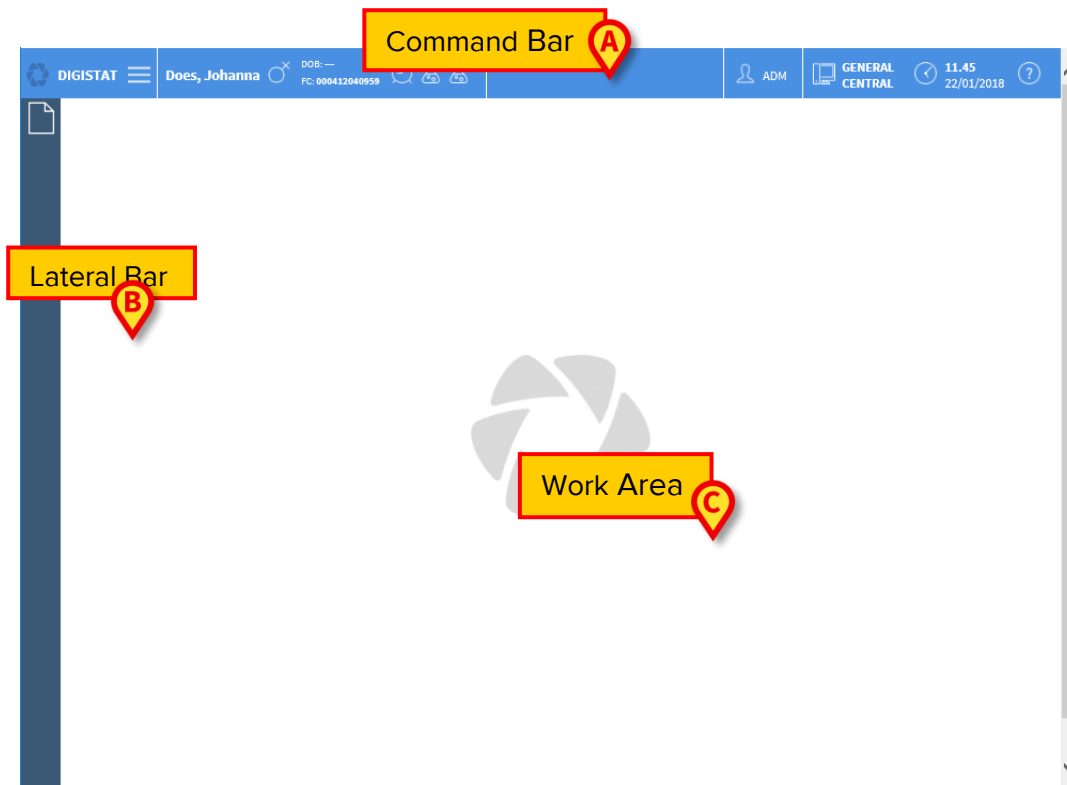 Command Bar A
DIGISTAT
Does, Johanna
DOB: ---
FC: 000412040959
ADM
GENERAL
CENTRAL
11.45
22/01/2018
?
Lateral Bar
B
Work Area
C